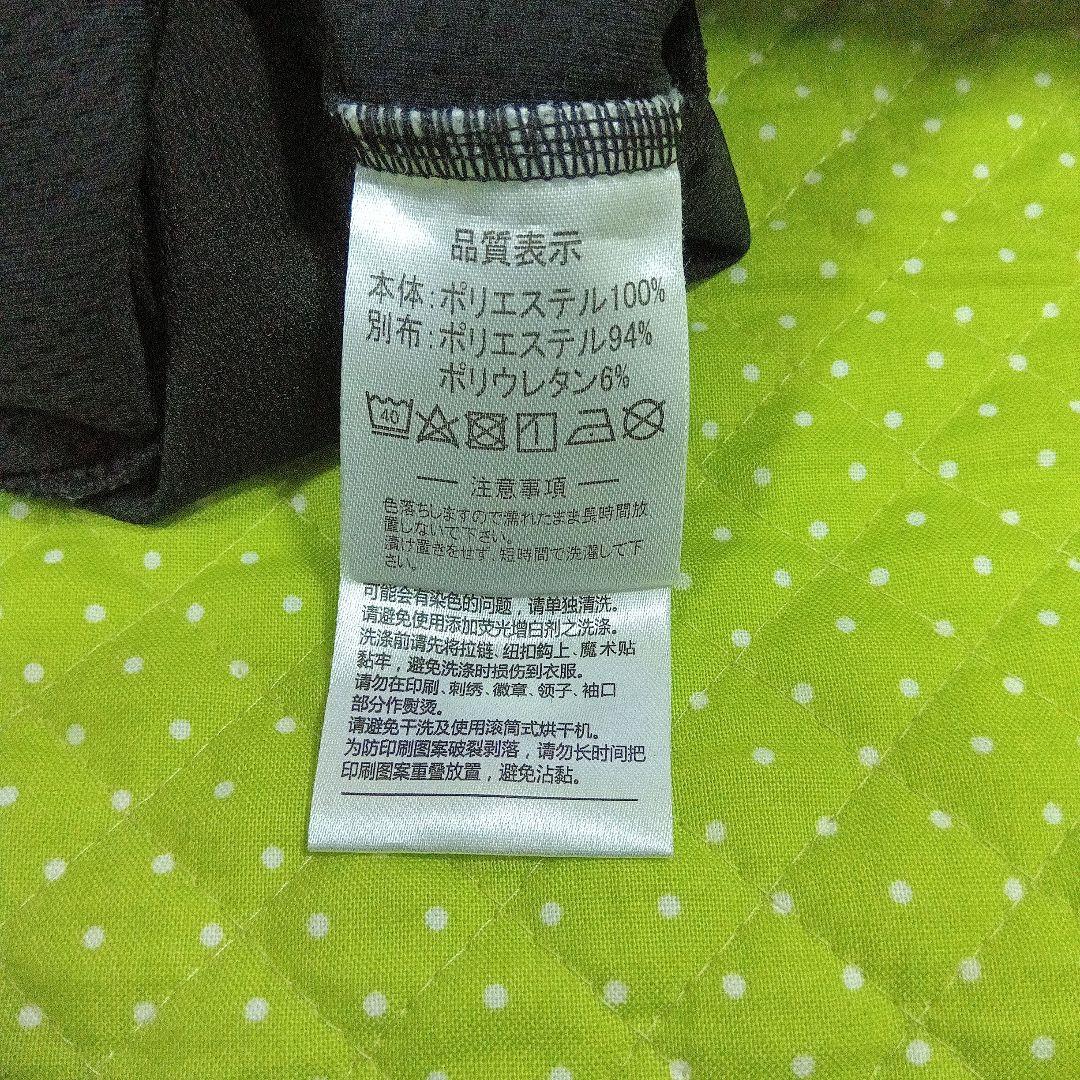 品質表示
本体:ポリエステル100%
別布:ポリエステル94%
ポリウレタン6%
40
注意事項
色落ちしますので濡れたまま長時間放
置しないで下さい。
漬け置きをせず、短時間で洗濯して下
さい。
可能会有染色的问题，请单独清洗。
请避免使用添加荧光增白剂之洗涤。
洗涤前请先将拉链、纽扣鈎上、魔术贴
黏牢，避免洗涤时损伤到衣服。
请勿在印刷、刺绣、徽章、领子、袖口
部分作熨烫。
请避免干洗及使用滚筒式烘干机。
为防印刷图案破裂剥落，请勿长时间把
印刷图案重叠放置，避免沾黏。